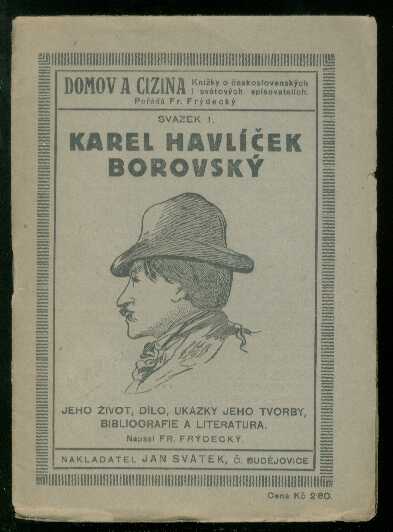 DOMOV A CIZINA Knížky o československých
i světových spisovatelích.
Pořádá Fr. Frýdecký
SVAZEK 1.
KAREL HAVLÍČEK
BOROVSKÝ
JEHO ŽIVOT, DÍLO, UKÁZKY JEHO TVORBY,
BIBLIOGRAFIE A LITERATURA.
Napsal FR. FRÝDECKÝ.
NAKLADATEL JAN SVÁTEK, Č. BUDĚJOVICE
Cena Kč 2·80.